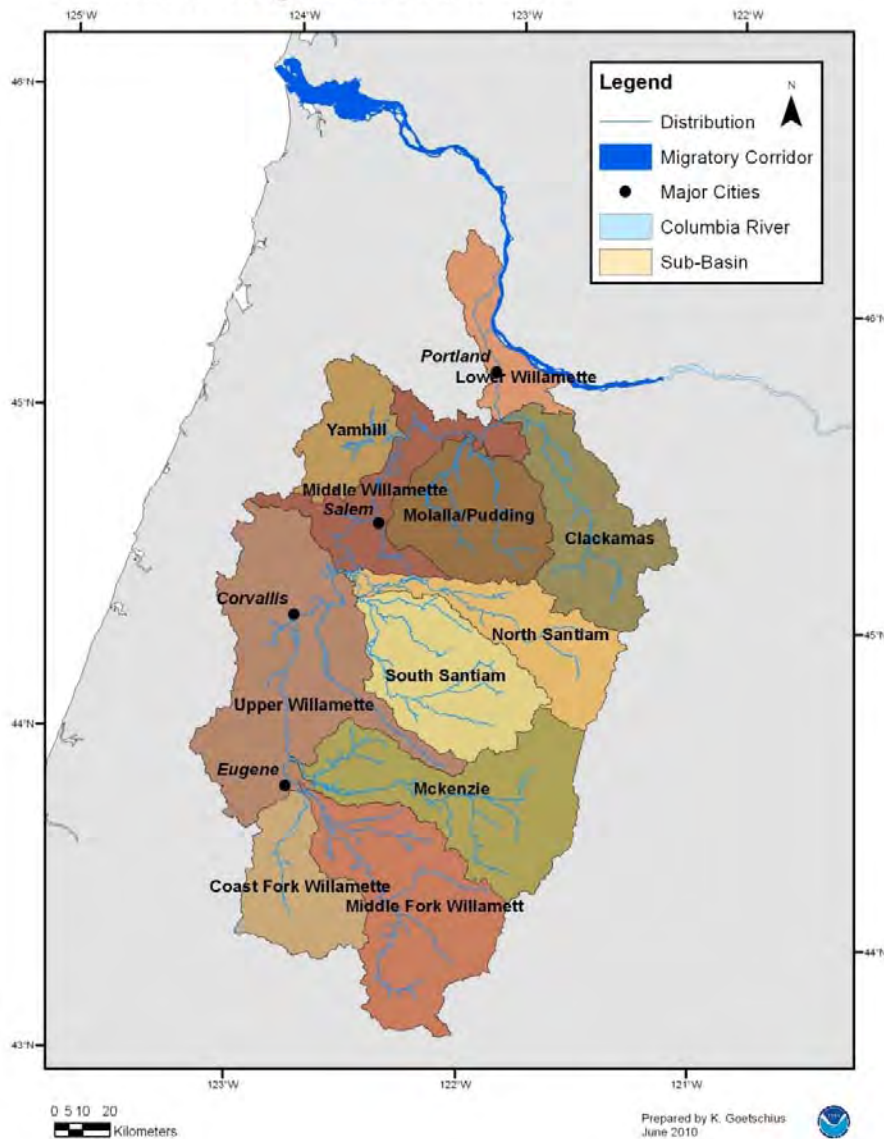 125°W 124°W 123°W 122°W
46°N
Legend
N
Distribution
Migratory Corridor
Major Cities
Columbia River
Sub-Basin
46°N
Portland
Lower Willamette
45°N
Yamhill
Middle Willamette
Salem
Molalla/Pudding
Clackamas
Corvallis
North Santiam
45°N
South Santiam
Upper Willamette
44°N
Eugene
Mckenzie
Coast Fork Willamette
Middle Fork Willamett
44°N
43°N
123°W 122°W 121°W
0 5 10 20
Kilometers
Prepared by K. Goetschius
June 2010